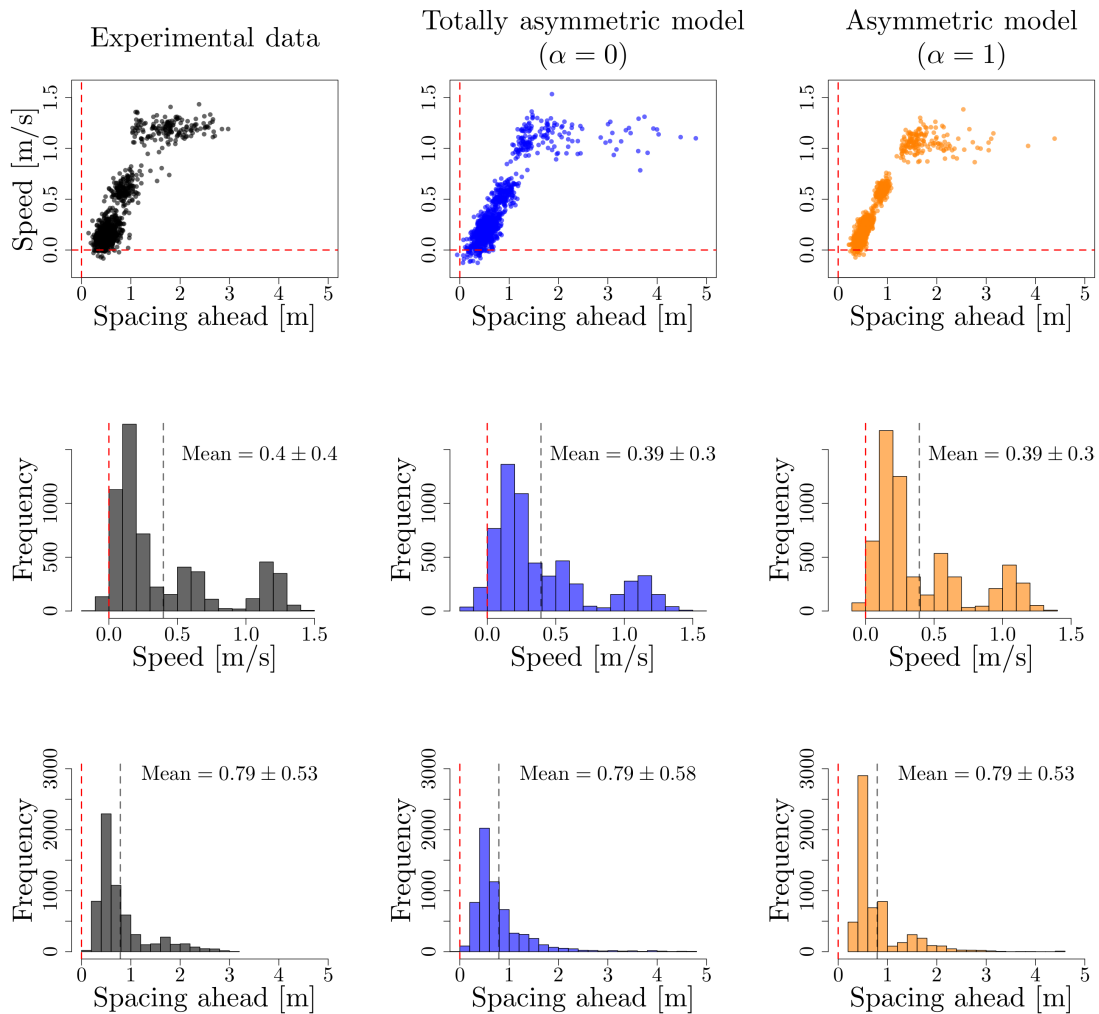 Experimental data
Totally asymmetric model
(α = 0)
Asymmetric model
(α = 1)
Speed [m/s]
0.0 0.5 1.0 1.5
0 1 2 3 4 5
Spacing ahead [m]
0.0 0.5 1.0 1.5
0 1 2 3 4 5
Spacing ahead [m]
0.0 0.5 1.0 1.5
0 1 2 3 4 5
Spacing ahead [m]
Mean = 0.4 ± 0.4
Frequency
0 500 1000
0.0 0.5 1.0 1.5
Speed [m/s]
Mean = 0.39 ± 0.3
Frequency
0 500 1000
0.0 0.5 1.0 1.5
Speed [m/s]
Mean = 0.39 ± 0.3
Frequency
0 500 1000
0.0 0.5 1.0 1.5
Speed [m/s]
Mean = 0.79 ± 0.53
Frequency
0 1000 2000 3000
0 1 2 3 4 5
Spacing ahead [m]
Mean = 0.79 ± 0.58
Frequency
0 1000 2000 3000
0 1 2 3 4 5
Spacing ahead [m]
Mean = 0.79 ± 0.53
Frequency
0 1000 2000 3000
0 1 2 3 4 5
Spacing ahead [m]